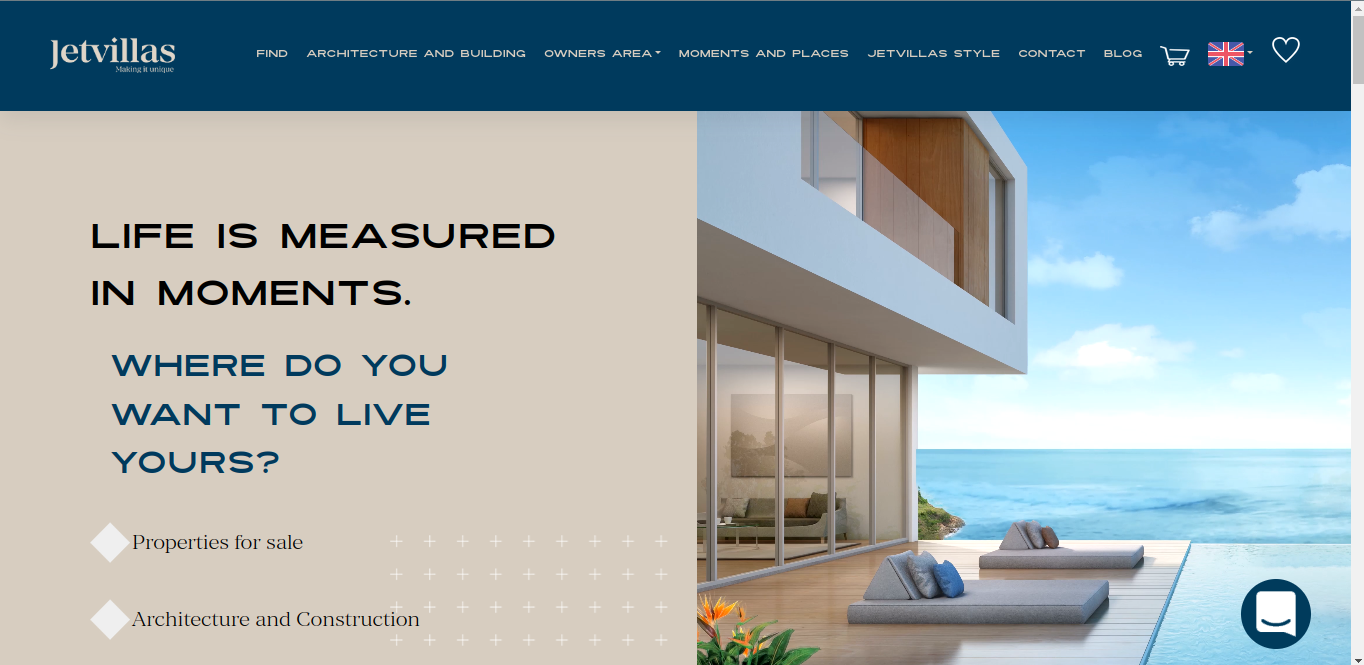 Jetvillas
Making it unique
FIND ARCHITECTURE AND BUILDING OWNERS AREA MOMENTS AND PLACES JETVILLAS STYLE CONTACT BLOG
LIFE IS MEASURED
IN MOMENTS.
WHERE DO YOU
WANT TO LIVE
YOURS?
Properties for sale
Architecture and Construction